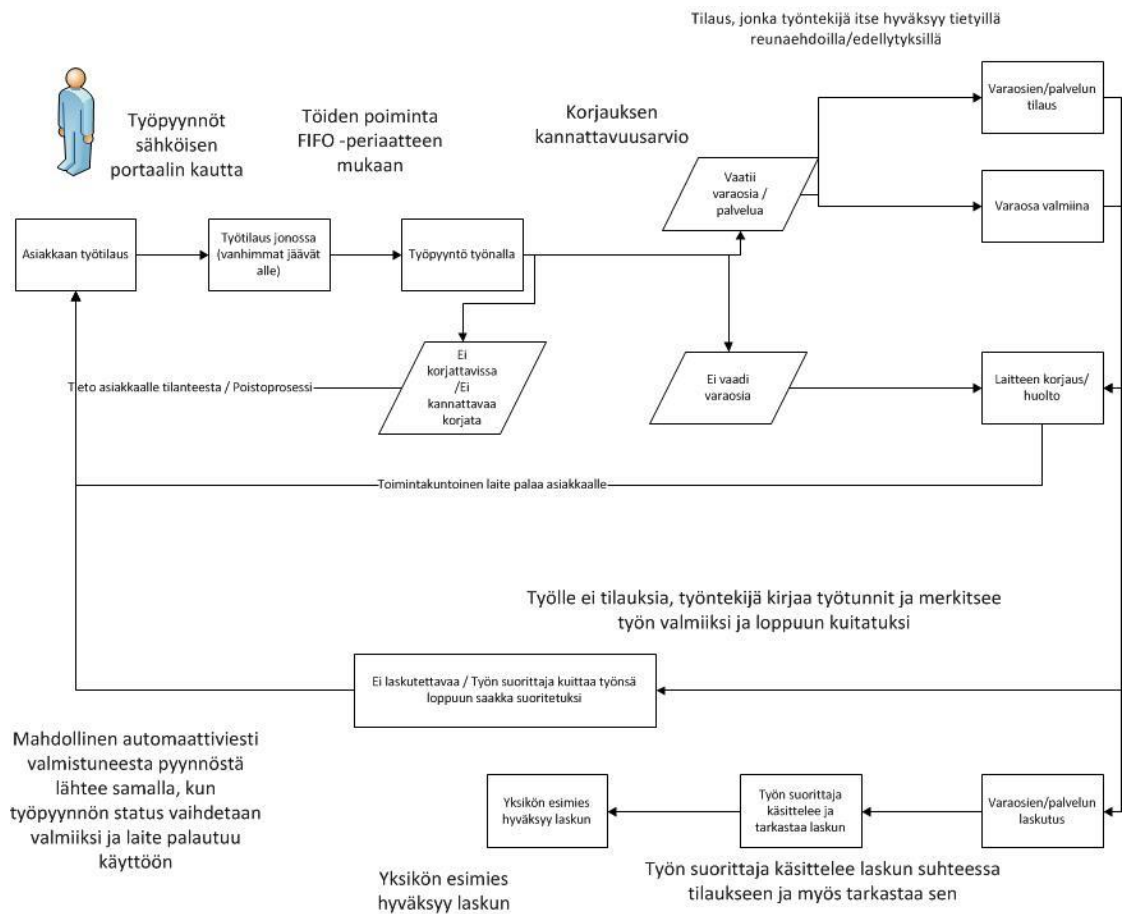 Tilaus, jonka työntekijä itse hyväksyy tietyillä
reunaehdoilla/edellytyksillä
Työpyynnöt
sähköisen
portaalin kautta
Töiden poiminta
FIFO -periaatteen
mukaan
Korjauksen
kannattavuusarvio
Varaosien/palvelun
tilaus
Vaatii
varaosia /
palvelua
Varaosa valmiina
Asiakkaan työtilaus
Työtilaus jonossa
(vanhimmat jäävät
alle)
Työpyyntö työnalla
Ei
korjattavissa
/Ei
kannattavaa
korjata
Tieto asiakkaalle tilanteesta / Poistoprosessi
Ei vaadi
varaosia
Laitteen korjaus/
huolto
Toimintakuntoinen laite palaa asiakkaalle
Työlle ei tilauksia, työntekijä kirjaa työtunnit ja merkitsee
työn valmiiksi ja loppuun kuitatuksi
Ei laskutettavaa / Työn suorittaja kuittaa työnsä
loppuun saakka suoritetuksi
Mahdollinen automaattiviesti
valmistuneesta pyynnöstä
lähtee samalla, kun
työpyynnön status vaihdetaan
valmiiksi ja laite palautuu
käyttöön
Yksikön esimies
hyväksyy laskun
Työn suorittaja
käsittelee ja
tarkastaa laskun
Varaosien/palvelun
laskutus
Yksikön esimies
hyväksyy laskun
Työn suorittaja käsittelee laskun suhteessa
tilaukseen ja myös tarkastaa sen